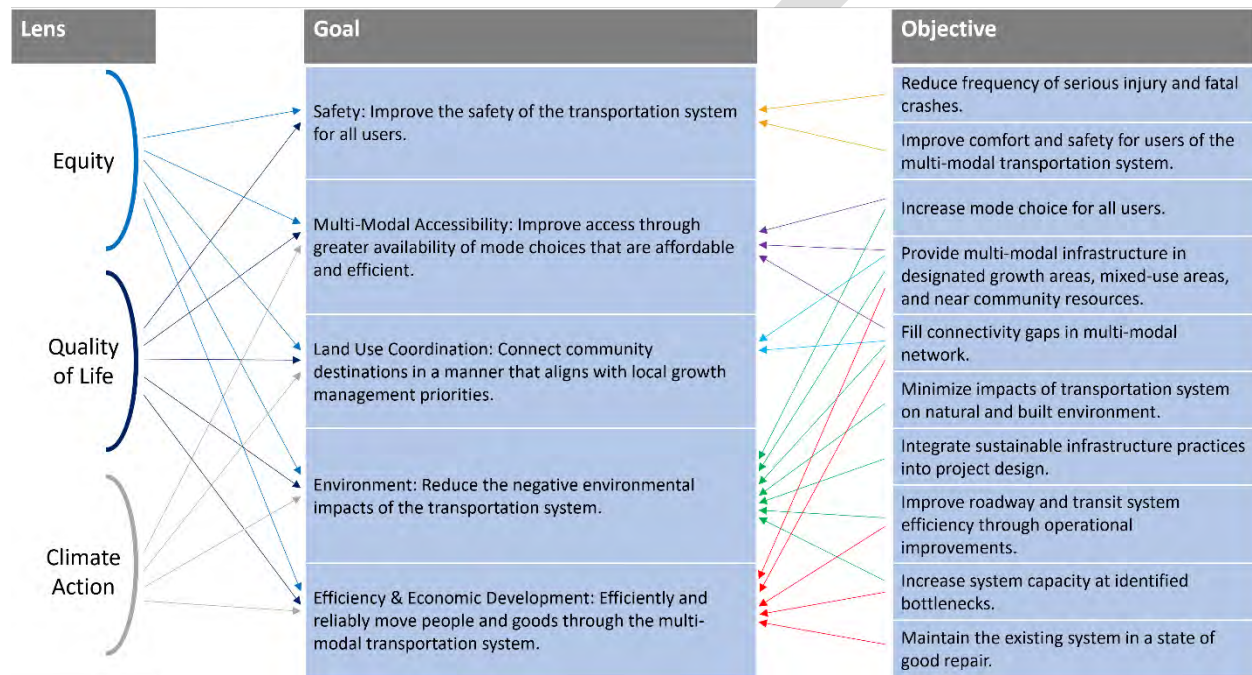 Lens
Goal
Objective
Equity
Quality
of Life
Climate
Action
Safety: Improve the safety of the transportation system
for all users.
Multi-Modal Accessibility: Improve access through
greater availability of mode choices that are affordable
and efficient.
Land Use Coordination: Connect community
destinations in a manner that aligns with local growth
management priorities.
Environment: Reduce the negative environmental
impacts of the transportation system.
Efficiency & Economic Development: Efficiently and
reliably move people and goods through the multi-
modal transportation system.
Reduce frequency of serious injury and fatal
crashes.
Improve comfort and safety for users of the
multi-modal transportation system.
Increase mode choice for all users.
Provide multi-modal infrastructure in
designated growth areas, mixed-use areas,
and near community resources.
Fill connectivity gaps in multi-modal
network.
Minimize impacts of transportation system
on natural and built environment.
Integrate sustainable infrastructure practices
into project design.
Improve roadway and transit system
efficiency through operational
improvements.
Increase system capacity at identified
bottlenecks.
Maintain the existing system in a state of
good repair.